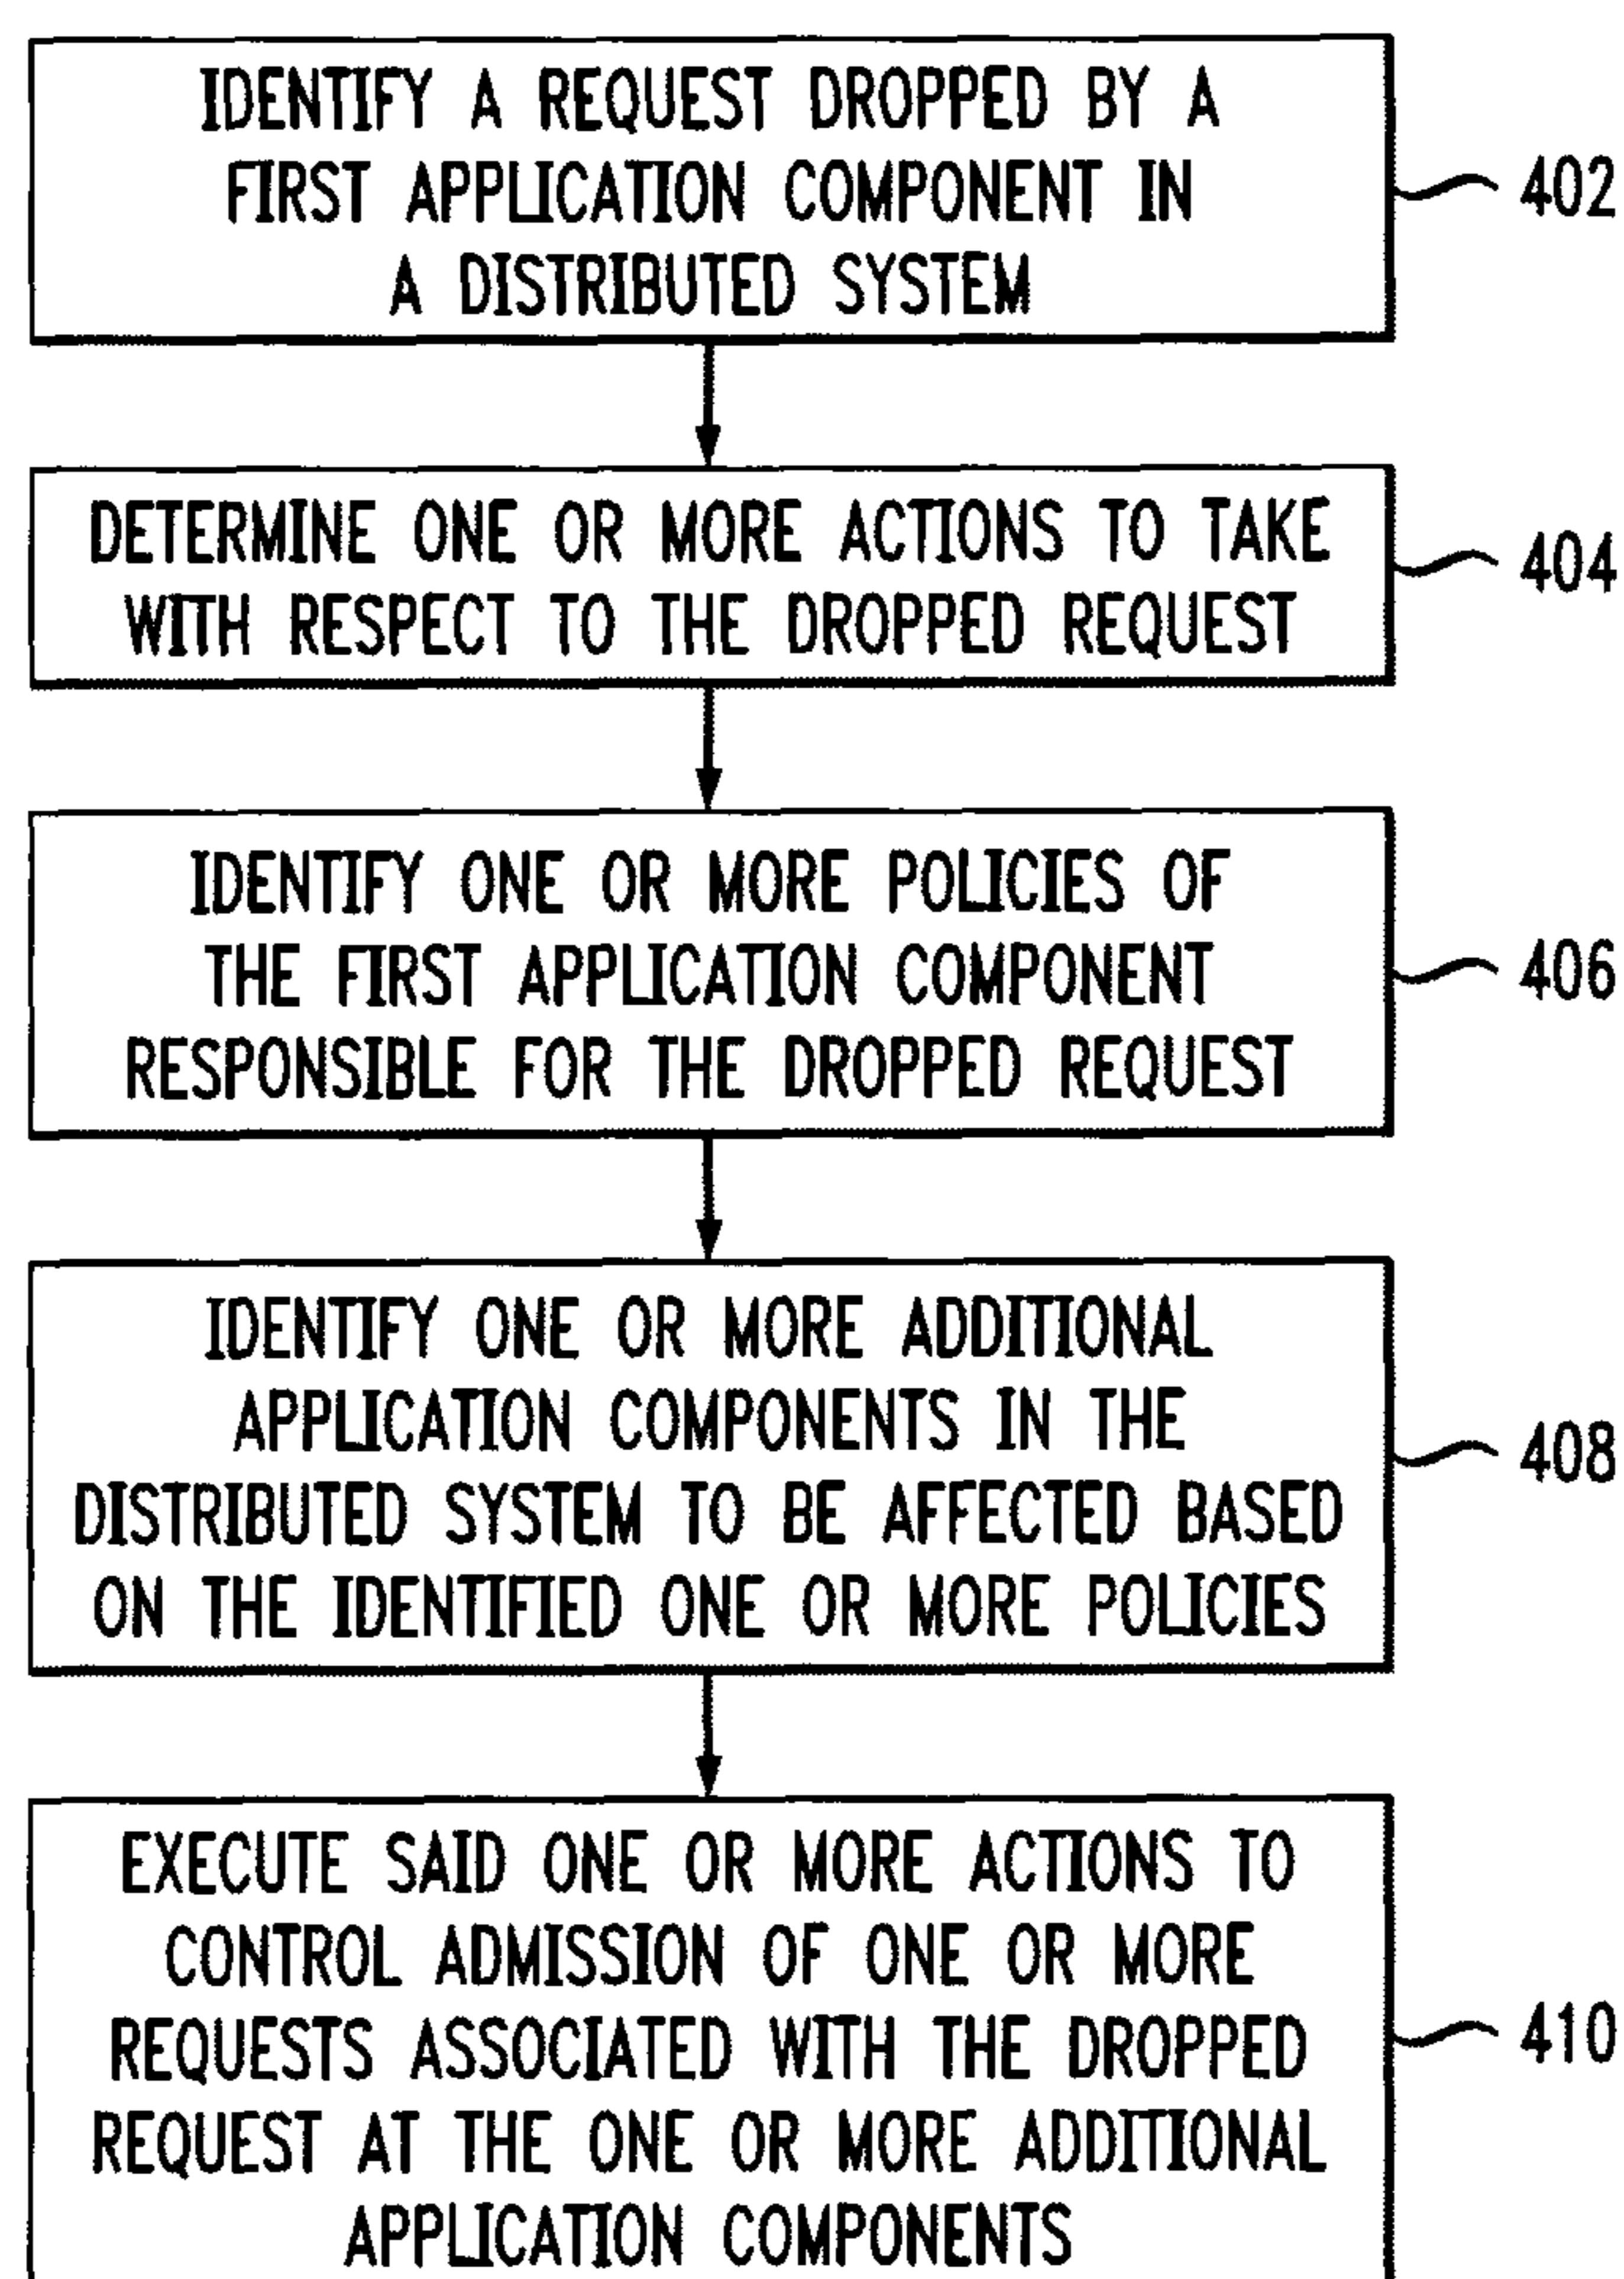 IDENTIFY A REQUEST DROPPED BY A
FIRST APPLICATION COMPONENT IN
A DISTRIBUTED SYSTEM
402
DETERMINE ONE OR MORE ACTIONS TO TAKE
WITH RESPECT TO THE DROPPED REQUEST
404
IDENTIFY ONE OR MORE POLICIES OF
THE FIRST APPLICATION COMPONENT
RESPONSIBLE FOR THE DROPPED REQUEST
406
IDENTIFY ONE OR MORE ADDITIONAL
APPLICATION COMPONENTS IN THE
DISTRIBUTED SYSTEM TO BE AFFECTED BASED
ON THE IDENTIFIED ONE OR MORE POLICIES
408
EXECUTE SAID ONE OR MORE ACTIONS TO
CONTROL ADMISSION OF ONE OR MORE
REQUESTS ASSOCIATED WITH THE DROPPED
REQUEST AT THE ONE OR MORE ADDITIONAL
APPLICATION COMPONENTS
410